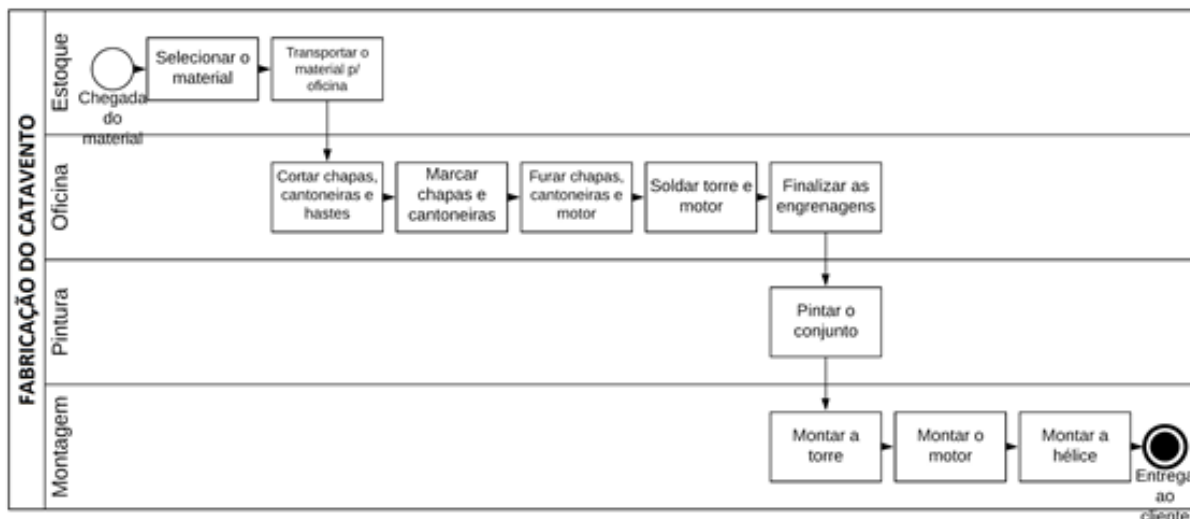 FABRICAÇÃO DO CATAVENTO
Estoque
Chegada
do
material
Selecionar o
material
Transportar o
material p/
oficina
Oficina
Cortar chapas,
cantoneiras e
hastes
Marcar
chapas e
cantoneiras
Furar chapas,
cantoneiras e
motor
Soldar torre e
motor
Finalizar as
engrenagens
Pintura
Pintar o
conjunto
Montagem
Montar a
torre
Montar o
motor
Montar a
hélice
Entrega
ao
cliente